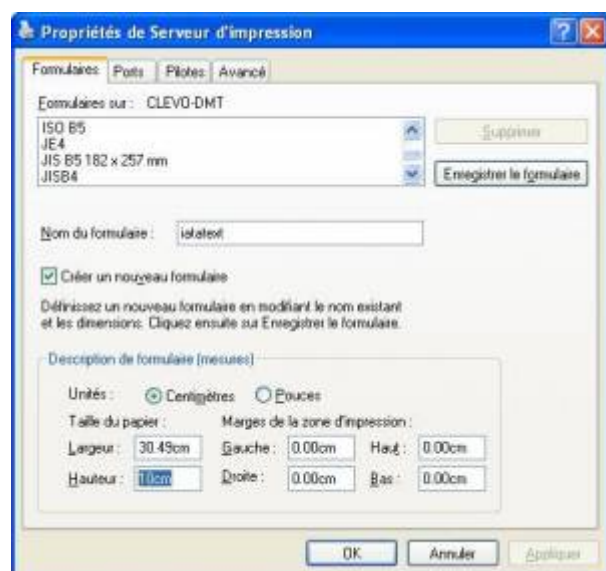 Propriétés de Serveur d'impression
Formulaires Ports Pilotes Avancé
Formulaires sur : CLEVO-DMT
ISO B5
JE4
JIS B5 182 x 257 mm
JISB4
Supprimer
Enregistrer le formulaire
Nom du formulaire : iatatext
Créer un nouveau formulaire
Définissez un nouveau formulaire en modifiant le nom existant
et les dimensions. Cliquez ensuite sur Enregistrer le formulaire.
Description de formulaire (mesures)
Unités : Centimètres Pouces
Taille du papier : Marges de la zone d'impression :
Largeur : 30.49cm Gauche : 0.00cm Haut : 0.00cm
Hauteur : 10cm Droite : 0.00cm Bas : 0.00cm
OK Annuler Appliquer